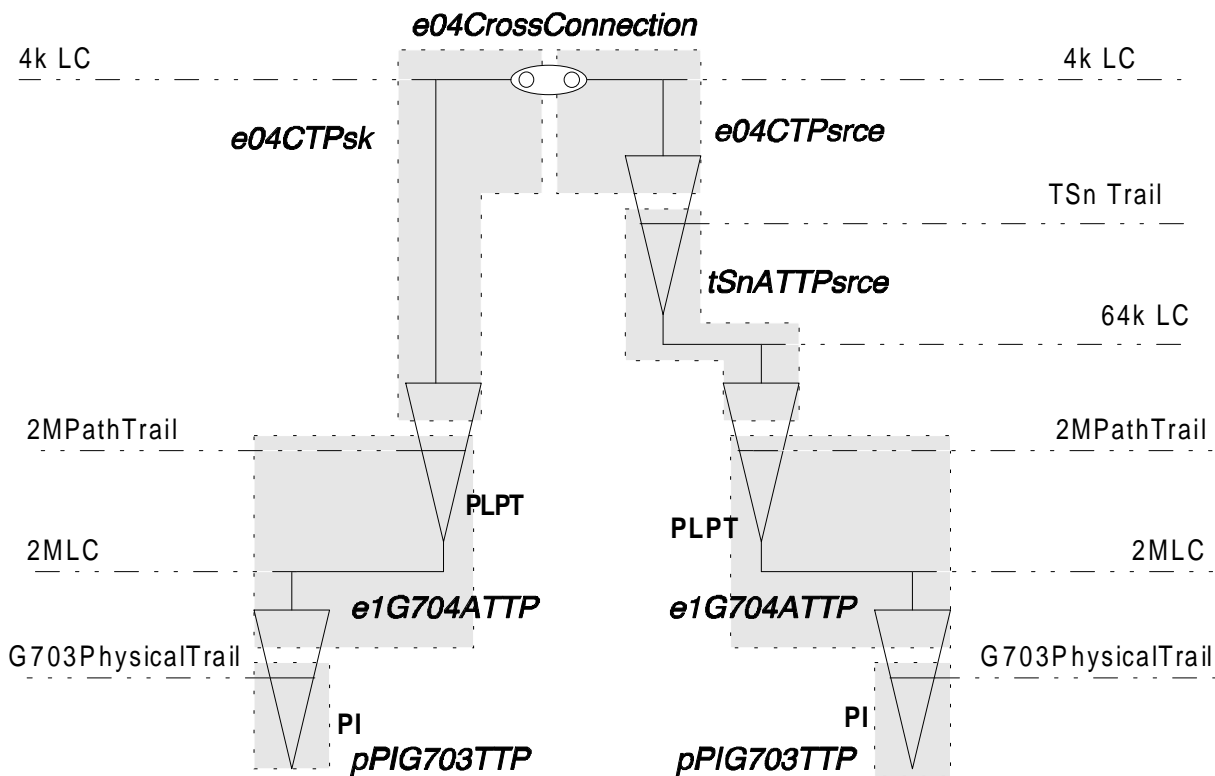 e04CrossConnection
4k LC
4k LC
e04CTPsk
e04CTPsrce
TSn Trail
tSnATTPsrce
64k LC
2MPathTrail
2MPathTrail
PLPT
PLPT
2MLC
2MLC
e1G704ATTP
e1G704ATTP
G703PhysicalTrail
G703PhysicalTrail
PI
PI
pPIG703TTP
pPIG703TTP